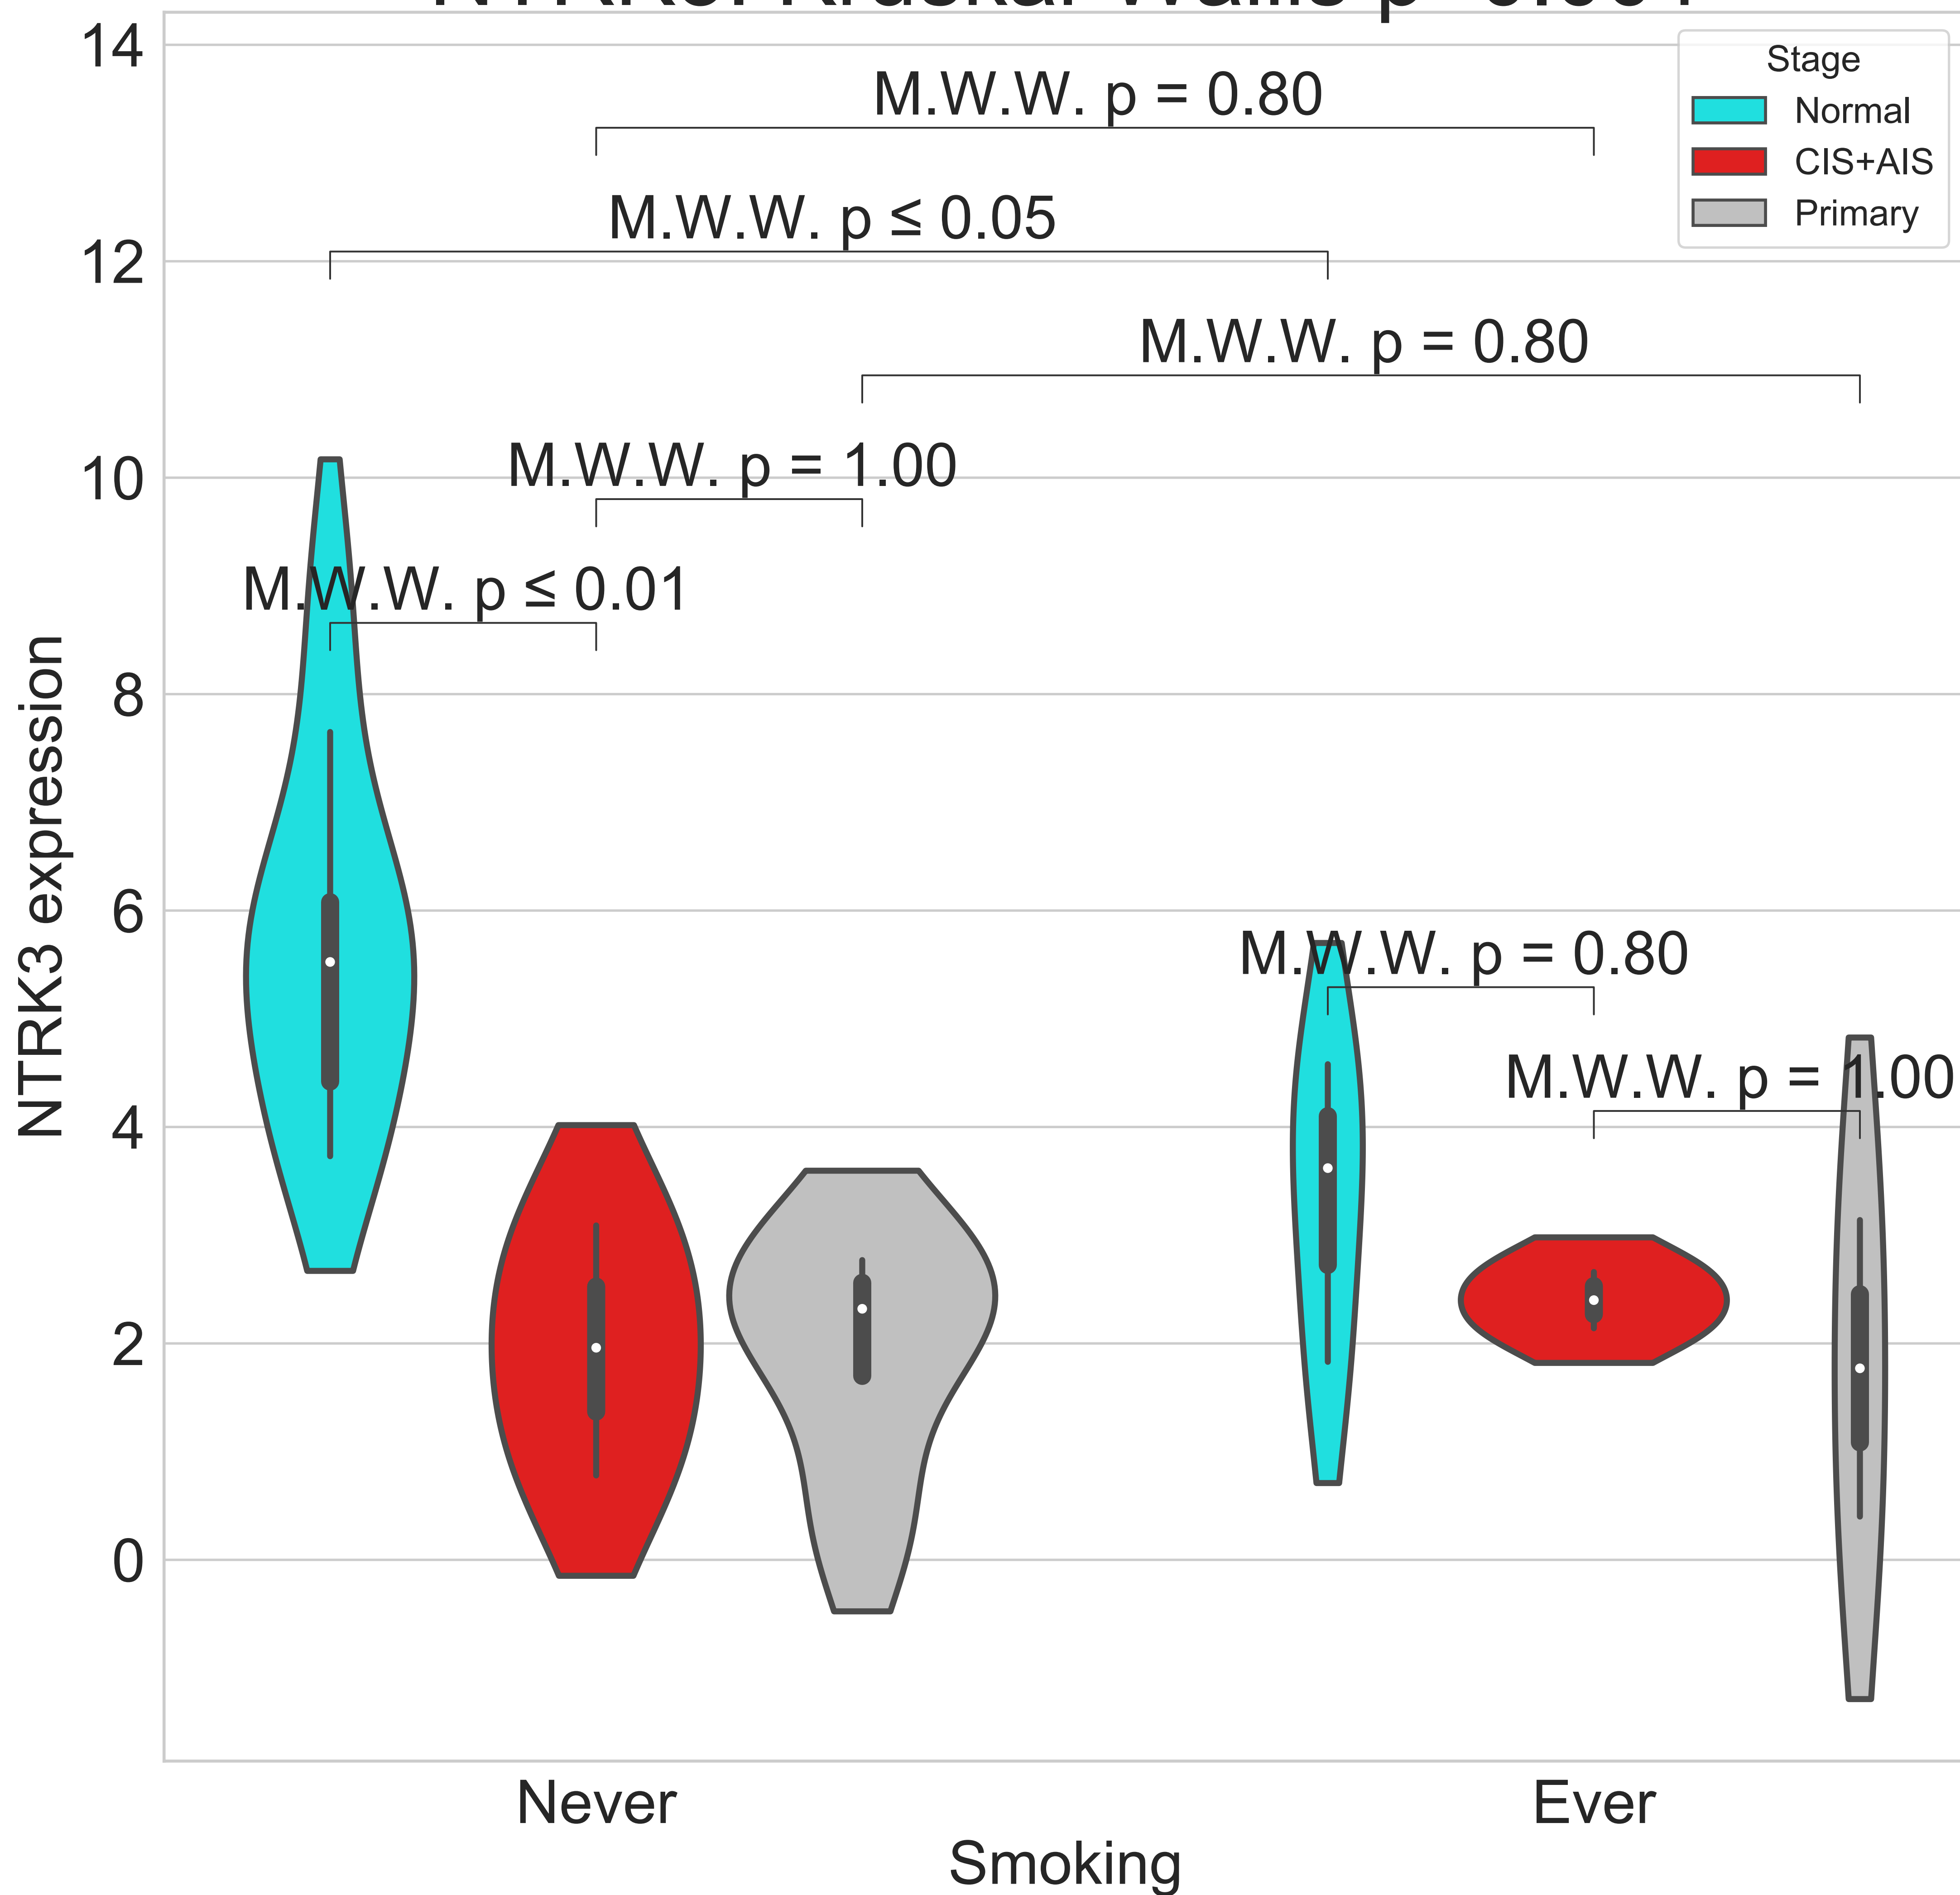 14
12
10
8
6
4
2
0
NTRK3 expression
Stage
Normal
CIS+AIS
Primary
M.W.W. p = 0.80
M.W.W. p ≤ 0.05
M.W.W. p = 0.80
M.W.W. p = 1.00
M.W.W. p ≤ 0.01
M.W.W. p = 0.80
M.W.W. p = 1.00
Never
Ever
Smoking